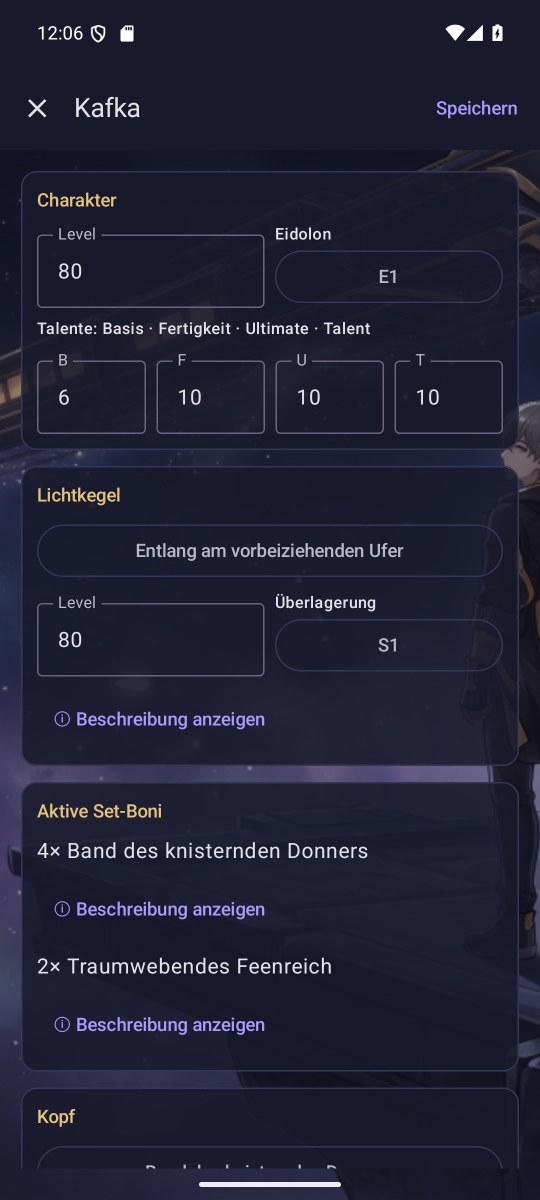 12:06
Kafka
Speichern
Charakter
Level
Eidolon
80
E1
Talente: Basis · Fertigkeit · Ultimate · Talent
B
F
U
T
6
10
10
10
Lichtkegel
Entlang am vorbeiziehenden Ufer
Level
Überlagerung
80
S1
Beschreibung anzeigen
Aktive Set-Boni
4× Band des knisternden Donners
Beschreibung anzeigen
2× Traumwebendes Feenreich
Beschreibung anzeigen
Kopf